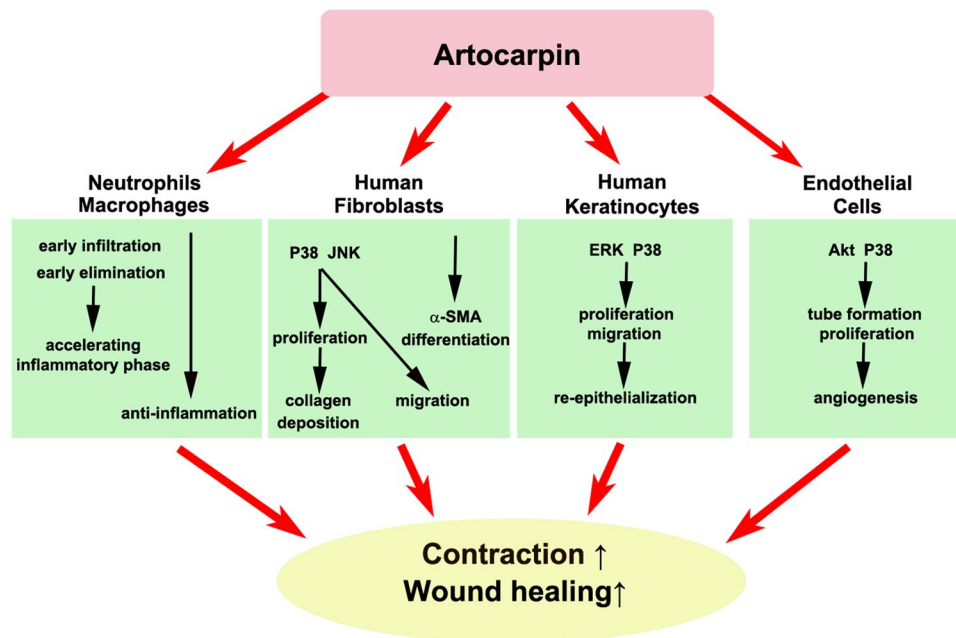 Artocarpin
Neutrophils
Macrophages
early infiltration
early elimination
accelerating
inflammatory phase
anti-inflammation
Human
Fibroblasts
P38 JNK
proliferation
collagen
deposition
migration
α-SMA
differentiation
Human
Keratinocytes
ERK P38
proliferation
migration
re-epithelialization
Endothelial
Cells
Akt P38
tube formation
proliferation
angiogenesis
Contraction ↑
Wound healing↑